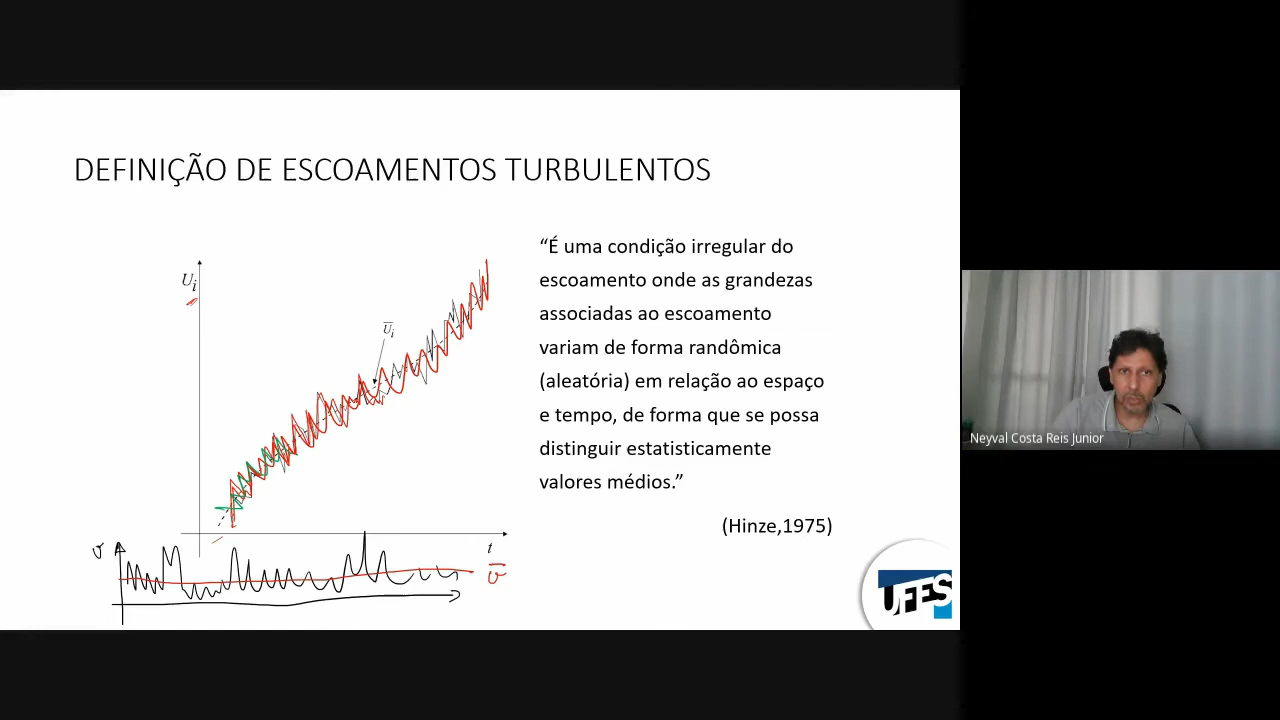 DEFINIÇÃO DE ESCOAMENTOS TURBULENTOS
“É uma condição irregular do
escoamento onde as grandezas
associadas ao escoamento
variam de forma randômica
(aleatória) em relação ao espaço
e tempo, de forma que se possa
distinguir estatisticamente
valores médios.”
(Hinze,1975)
Ui
U̅i
t
v
v̅
UFES
Neyval Costa Reis Junior